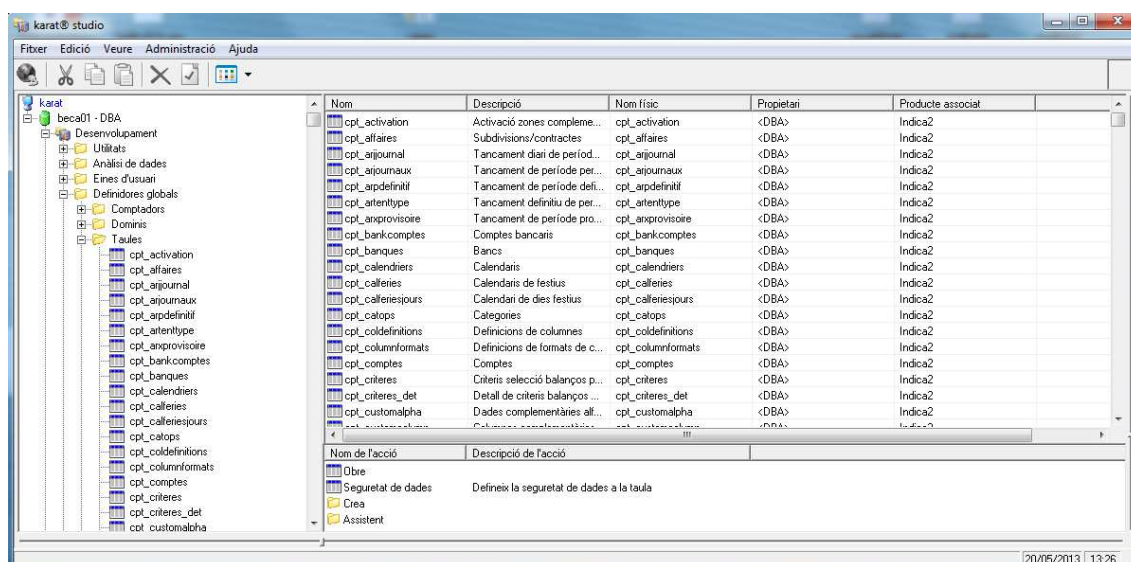 karat® studio
Fitxer Edició Veure Administració Ajuda
karat
beca01 - DBA
Desenvolupament
Utilitats
Anàlisi de dades
Eines d'usuari
Definidores globals
Comptadors
Dominis
Taules
cpt_activation
cpt_affaires
cpt_arjjournal
cpt_arjournaux
cpt_arpdefinitif
cpt_artenttype
cpt_arxprovisoire
cpt_bankcomptes
cpt_banques
cpt_calendriers
cpt_calferies
cpt_calferiesjours
cpt_catops
cpt_coldefinitions
cpt_columnformats
cpt_comptes
cpt_criteres
cpt_criteres_det
cpt_customalpha
Nom Descripció Nom físic Propietari Producte associat
cpt_activation Activació zones compleme... cpt_activation <DBA> Indica2
cpt_affaires Subdivisions/contractes cpt_affaires <DBA> Indica2
cpt_arjjournal Tancament diari de períod... cpt_arjjournal <DBA> Indica2
cpt_arjournaux Tancament de període per... cpt_arjournaux <DBA> Indica2
cpt_arpdefinitif Tancament de període defi... cpt_arpdefinitif <DBA> Indica2
cpt_artenttype Tancament definitiu de per... cpt_artenttype <DBA> Indica2
cpt_arxprovisoire Tancament de període pro... cpt_arxprovisoire <DBA> Indica2
cpt_bankcomptes Comptes bancaris cpt_bankcomptes <DBA> Indica2
cpt_banques Bancs cpt_banques <DBA> Indica2
cpt_calendriers Calendaris cpt_calendriers <DBA> Indica2
cpt_calferies Calendaris de festius cpt_calferies <DBA> Indica2
cpt_calferiesjours Calendari de dies festius cpt_calferiesjours <DBA> Indica2
cpt_catops Categories cpt_catops <DBA> Indica2
cpt_coldefinitions Definicions de columnes cpt_coldefinitions <DBA> Indica2
cpt_columnformats Definicions de formats de c... cpt_columnformats <DBA> Indica2
cpt_comptes Comptes cpt_comptes <DBA> Indica2
cpt_criteres Criteris selecció balanços p... cpt_criteres <DBA> Indica2
cpt_criteres_det Detall de criteris balanços ... cpt_criteres_det <DBA> Indica2
cpt_customalpha Dades complementàries alf... cpt_customalpha <DBA> Indica2
Nom de l'acció Descripció de l'acció
Obre
Seguretat de dades Defineix la seguretat de dades a la taula
Crea
Assistent
20/05/2013 13:26